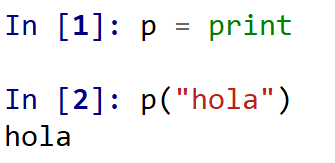 In [1]: p = print
In [2]: p("hola")
hola